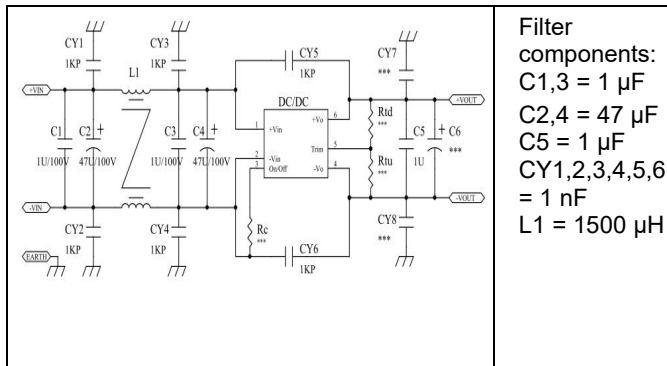 CY1
1KP
CY3
1KP
L1
CY5
1KP
CY7
***
+VIN
DC/DC
+VOUT
C1
C2
+
C3
C4
+
1
+Vin
+Vo
6
Rtd
***
C5
C6
+
***
-Vin
On/Off
2
3
Trim
5
-Vo
4
Rtu
***
1U
1U/100V
47U/100V
1U/100V
47U/100V
-VIN
-VOUT
CY2
1KP
CY4
1KP
Rc
***
CY6
1KP
CY8
***
EARTH
Filter
components:
C1,3 = 1 µF
C2,4 = 47 µF
C5 = 1 µF
CY1,2,3,4,5,6
= 1 nF
L1 = 1500 µH